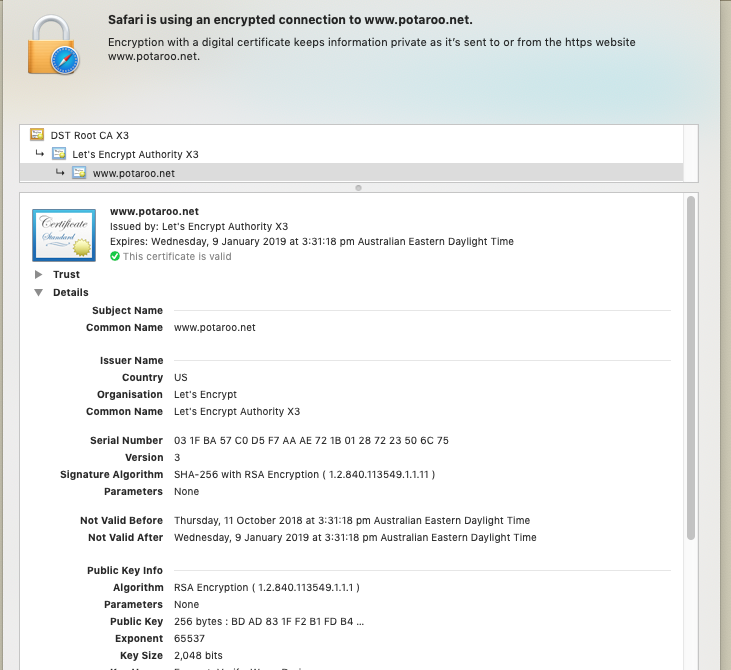 Safari is using an encrypted connection to www.potaroo.net.
Encryption with a digital certificate keeps information private as it's sent to or from the https website
www.potaroo.net.
DST Root CA X3
Let's Encrypt Authority X3
www.potaroo.net
Certificate
Standard
www.potaroo.net
Issued by: Let's Encrypt Authority X3
Expires: Wednesday, 9 January 2019 at 3:31:18 pm Australian Eastern Daylight Time
This certificate is valid
Trust
Details
Subject Name
Common Name www.potaroo.net
Issuer Name
Country US
Organisation Let's Encrypt
Common Name Let's Encrypt Authority X3
Serial Number 03 1F BA 57 C0 D5 F7 AA AE 72 1B 01 28 72 23 50 6C 75
Version 3
Signature Algorithm SHA-256 with RSA Encryption ( 1.2.840.113549.1.1.11 )
Parameters None
Not Valid Before Thursday, 11 October 2018 at 3:31:18 pm Australian Eastern Daylight Time
Not Valid After Wednesday, 9 January 2019 at 3:31:18 pm Australian Eastern Daylight Time
Public Key Info
Algorithm RSA Encryption ( 1.2.840.113549.1.1.1 )
Parameters None
Public Key 256 bytes : BD AD 83 1F F2 B1 FD B4 ...
Exponent 65537
Key Size 2,048 bits